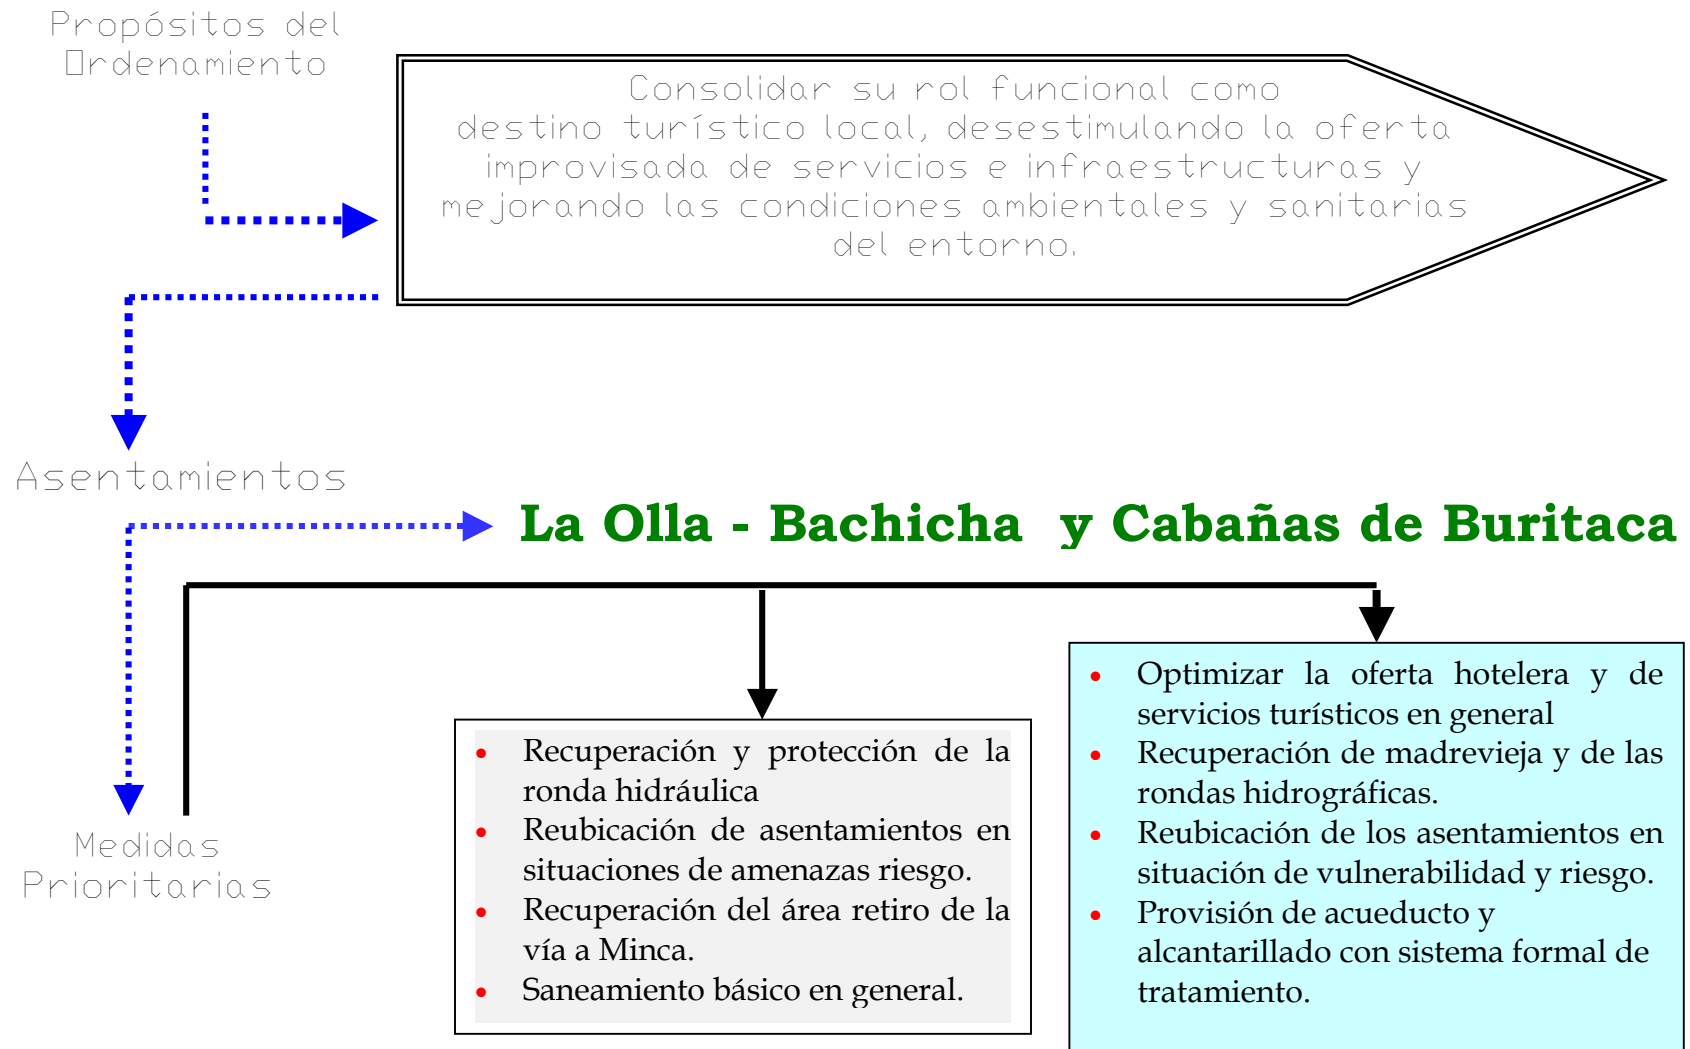 Propósitos del
Ordenamiento
Consolidar su rol funcional como
destino turístico local, desestimulando la oferta
improvisada de servicios e infraestructuras y
mejorando las condiciones ambientales y sanitarias
del entorno.
Asentamientos
La Olla - Bachicha y Cabañas de Buritaca
Medidas
Prioritarias
• Recuperación y protección de la
ronda hidráulica
• Reubicación de asentamientos en
situaciones de amenazas riesgo.
• Recuperación del área retiro de la
vía a Minca.
• Saneamiento básico en general.
• Optimizar la oferta hotelera y de
servicios turísticos en general
• Recuperación de madrevieja y de las
rondas hidrográficas.
• Reubicación de los asentamientos en
situación de vulnerabilidad y riesgo.
• Provisión de acueducto y
alcantarillado con sistema formal de
tratamiento.